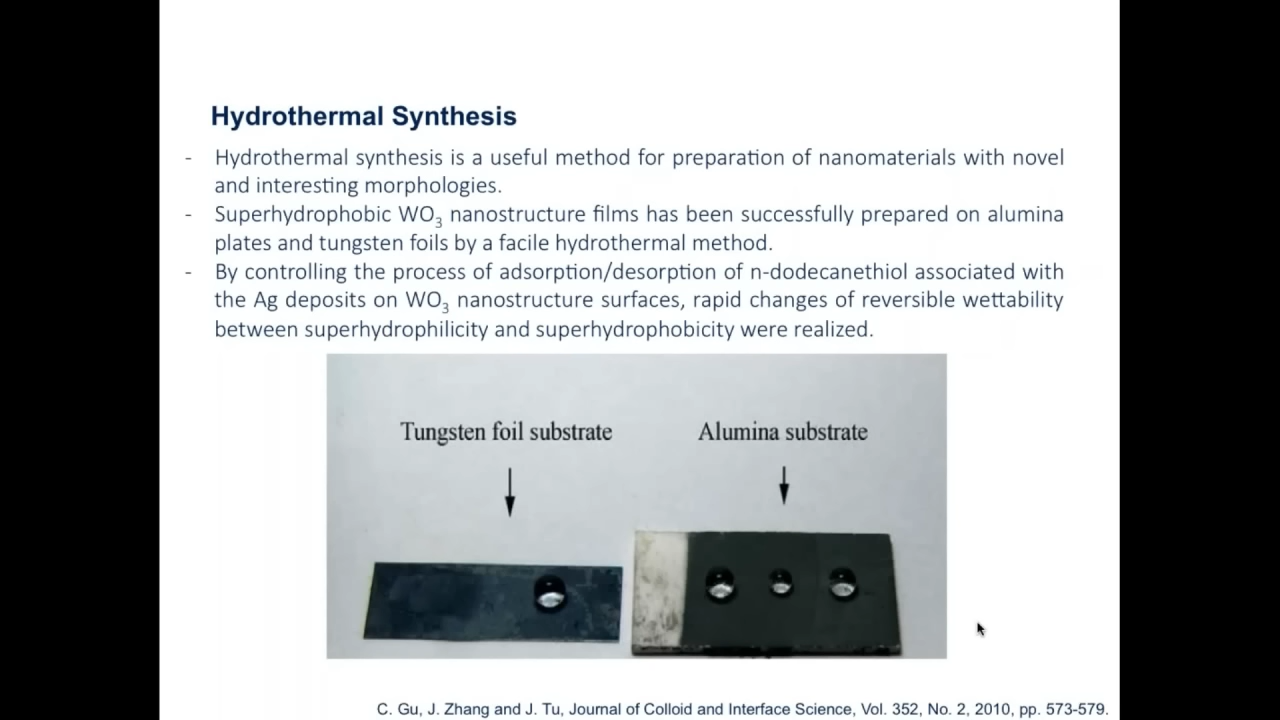 Hydrothermal Synthesis
- Hydrothermal synthesis is a useful method for preparation of nanomaterials with novel
and interesting morphologies.
- Superhydrophobic WO3 nanostructure films has been successfully prepared on alumina
plates and tungsten foils by a facile hydrothermal method.
- By controlling the process of adsorption/desorption of n-dodecanethiol associated with
the Ag deposits on WO3 nanostructure surfaces, rapid changes of reversible wettability
between superhydrophilicity and superhydrophobicity were realized.
Tungsten foil substrate
Alumina substrate
C. Gu, J. Zhang and J. Tu, Journal of Colloid and Interface Science, Vol. 352, No. 2, 2010, pp. 573-579.